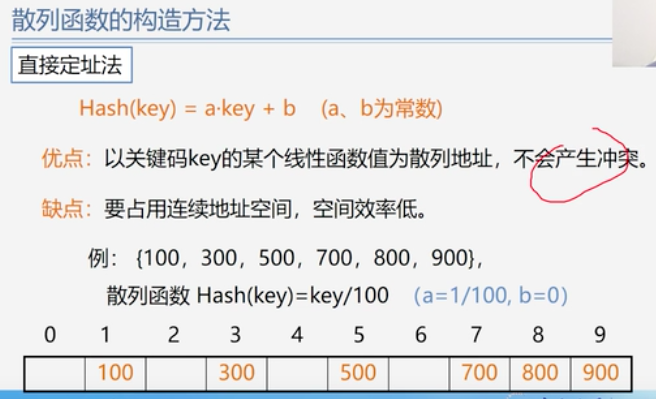 散列函数的构造方法
直接定址法
Hash(key) = a·key + b (a、b为常数)
优点：以关键码key的某个线性函数值为散列地址，不会产生冲突。
缺点：要占用连续地址空间，空间效率低。
例： {100，300，500，700，800，900}，
散列函数 Hash(key)=key/100 (a=1/100, b=0)
0 1 2 3 4 5 6 7 8 9
100 300 500 700 800 900